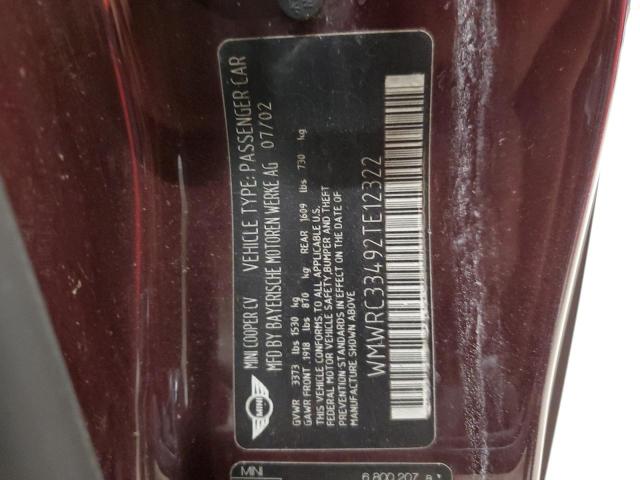 MINI COOPER CV VEHICLE TYPE: PASSENGER CAR
MFD BY BAYERISCHE MOTOREN WERKE AG 07/02
GVWR 3373 lbs 1530 kg
GAWR FRONT 1918 lbs 870 kg REAR 1609 lbs 730 kg
THIS VEHICLE CONFORMS TO ALL APPLICABLE U.S.
FEDERAL MOTOR VEHICLE SAFETY, BUMPER AND THEFT
PREVENTION STANDARDS IN EFFECT ON THE DATE OF
MANUFACTURE SHOWN ABOVE
WMWRC33492TE12322
MINI
MINI
6 800 207